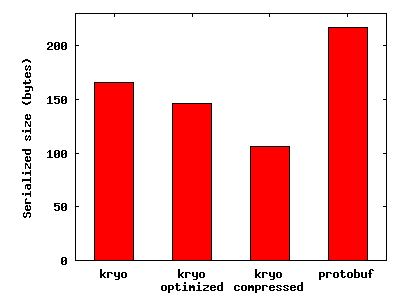 Serialized size (bytes)
200
150
100
50
0
kryo
kryo
optimized
kryo
compressed
protobuf